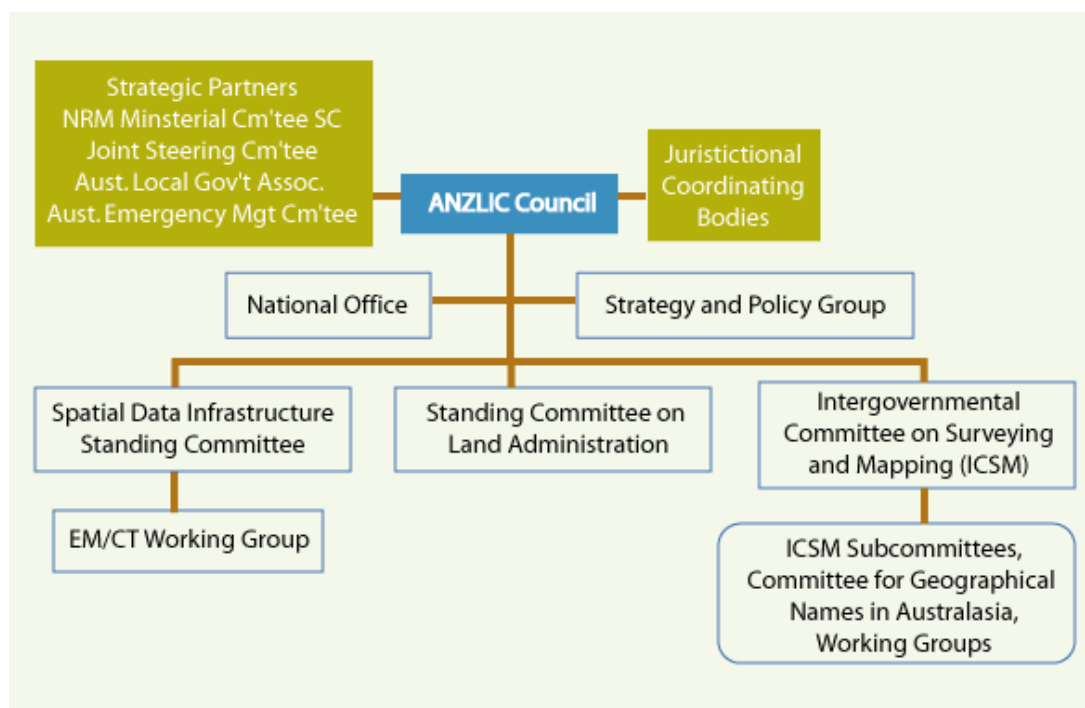 Strategic Partners
NRM Minsterial Cm'tee SC
Joint Steering Cm'tee
Aust. Local Gov't Assoc.
Aust. Emergency Mgt Cm'tee
ANZLIC Council
Juristictional
Coordinating
Bodies
National Office
Strategy and Policy Group
Spatial Data Infrastructure
Standing Committee
Standing Committee on
Land Administration
Intergovernmental
Committee on Surveying
and Mapping (ICSM)
EM/CT Working Group
ICSM Subcommittees,
Committee for Geographical
Names in Australasia,
Working Groups